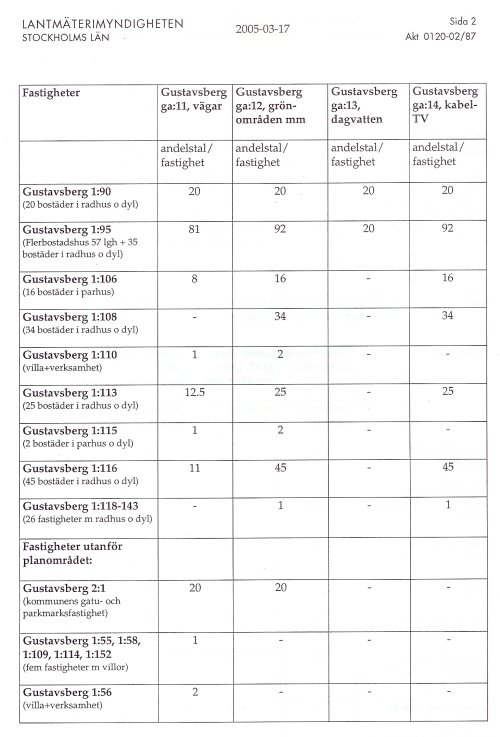 LANTMÄTERIMYNDIGHETEN
STOCKHOLMS LÄN
2005-03-17
Sida 2
Akt 0120-02/87
Fastigheter
Gustavsberg
ga:11, vägar
Gustavsberg
ga:12, grön-
områden mm
Gustavsberg
ga:13,
dagvatten
Gustavsberg
ga:14, kabel-
TV
andelstal/
fastighet
andelstal/
fastighet
andelstal/
fastighet
andelstal/
fastighet
Gustavsberg 1:90 20 20 20 20
(20 bostäder i radhus o dyl)
Gustavsberg 1:95 81 92 20 92
(Flerbostadshus 57 lgh + 35
bostäder i radhus o dyl)
Gustavsberg 1:106 8 16 - 16
(16 bostäder i parhus)
Gustavsberg 1:108 - 34 - 34
(34 bostäder i radhus o dyl)
Gustavsberg 1:110 1 2 - -
(villa+verksamhet)
Gustavsberg 1:113 12.5 25 - 25
(25 bostäder i radhus o dyl)
Gustavsberg 1:115 1 2 - -
(2 bostäder i parhus o dyl)
Gustavsberg 1:116 11 45 - 45
(45 bostäder i radhus o dyl)
Gustavsberg 1:118-143 - 1 - 1
(26 fastigheter m radhus o dyl)
Fastigheter utanför
planområdet:
Gustavsberg 2:1 20 20 - -
(kommunens gatu- och
parkmarksfastighet)
Gustavsberg 1:55, 1:58, 1 - - -
1:109, 1:114, 1:152
(fem fastigheter m villor)
Gustavsberg 1:56 2 - - -
(villa+verksamhet)